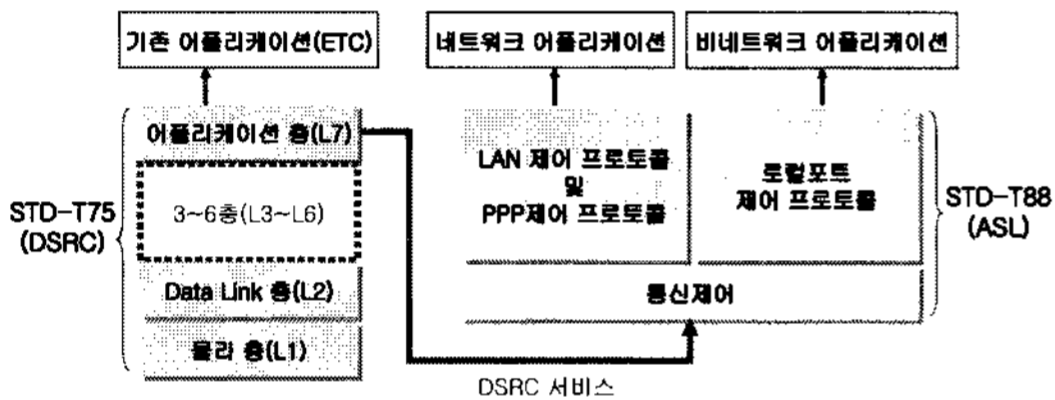 기존 어플리케이션(ETC)
네트워크 어플리케이션
비네트워크 어플리케이션
STD-T75
(DSRC)
어플리케이션 층(L7)
3~6층(L3~L6)
Data Link 층(L2)
물리 층(L1)
LAN 제어 프로토콜
및
PPP제어 프로토콜
로컬포트
제어 프로토콜
통신제어
STD-T88
(ASL)
DSRC 서비스